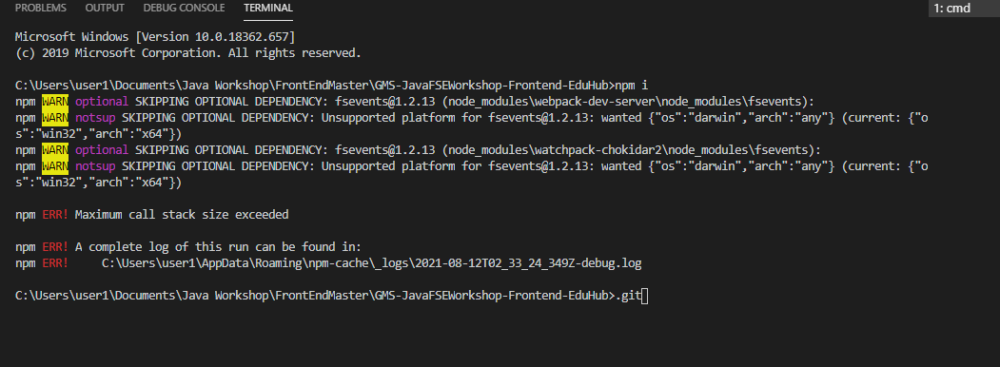 PROBLEMS OUTPUT DEBUG CONSOLE TERMINAL 1: cmd
Microsoft Windows [Version 10.0.18362.657]
(c) 2019 Microsoft Corporation. All rights reserved.
C:\Users\user1\Documents\Java Workshop\FrontEndMaster\GMS-JavaFSEWorkshop-Frontend-EduHub>npm i
npm WARN optional SKIPPING OPTIONAL DEPENDENCY: fsevents@1.2.13 (node_modules\webpack-dev-server\node_modules\fsevents):
npm WARN notsup SKIPPING OPTIONAL DEPENDENCY: Unsupported platform for fsevents@1.2.13: wanted {"os":"darwin","arch":"any"} (current: {"o
s":"win32","arch":"x64"})
npm WARN optional SKIPPING OPTIONAL DEPENDENCY: fsevents@1.2.13 (node_modules\watchpack-chokidar2\node_modules\fsevents):
npm WARN notsup SKIPPING OPTIONAL DEPENDENCY: Unsupported platform for fsevents@1.2.13: wanted {"os":"darwin","arch":"any"} (current: {"o
s":"win32","arch":"x64"})
npm ERR! Maximum call stack size exceeded
npm ERR! A complete log of this run can be found in:
npm ERR!     C:\Users\user1\AppData\Roaming\npm-cache\_logs\2021-08-12T02_33_24_349Z-debug.log
C:\Users\user1\Documents\Java Workshop\FrontEndMaster\GMS-JavaFSEWorkshop-Frontend-EduHub>.git